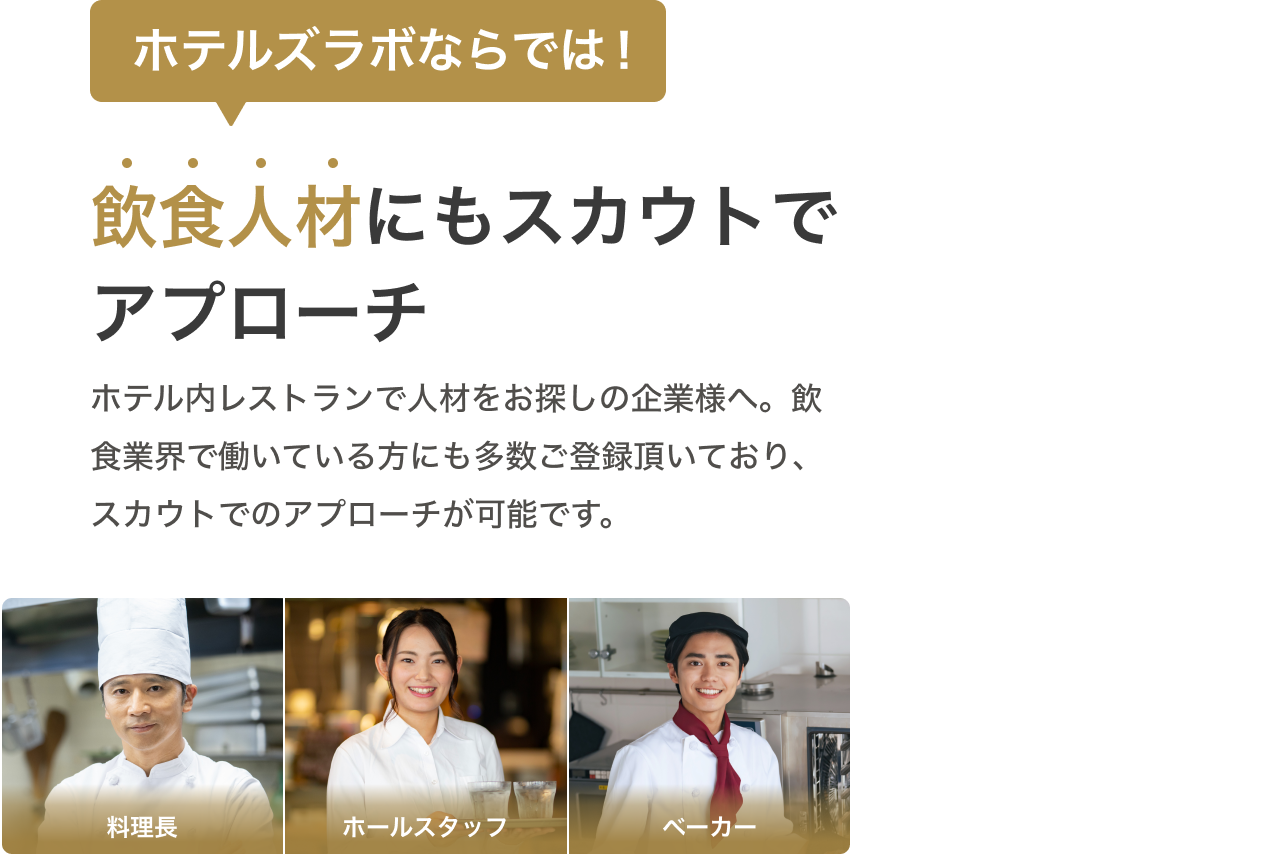 ホテルズラボならでは！
飲食人材にもスカウトで
アプローチ
ホテル内レストランで人材をお探しの企業様へ。飲
食業界で働いている方にも多数ご登録頂いており、
スカウトでのアプローチが可能です。
料理長
ホールスタッフ
ベーカー